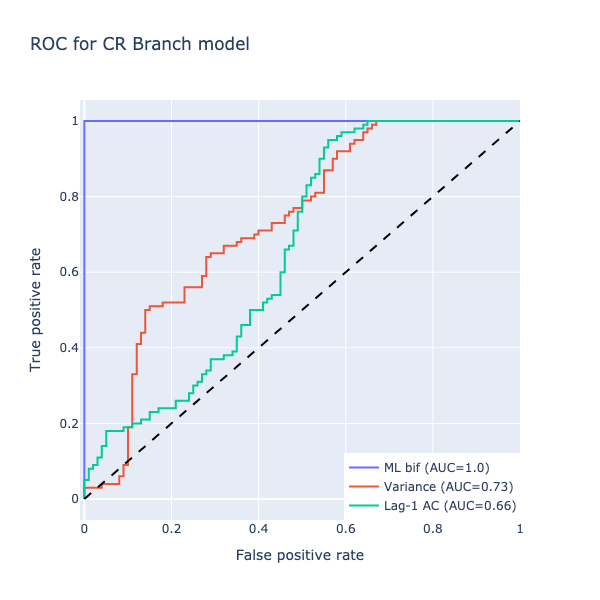 ROC for CR Branch model
True positive rate
1
0.8
0.6
0.4
0.2
0
0 0.2 0.4 0.6 0.8 1
False positive rate
ML bif (AUC=1.0)
Variance (AUC=0.73)
Lag-1 AC (AUC=0.66)